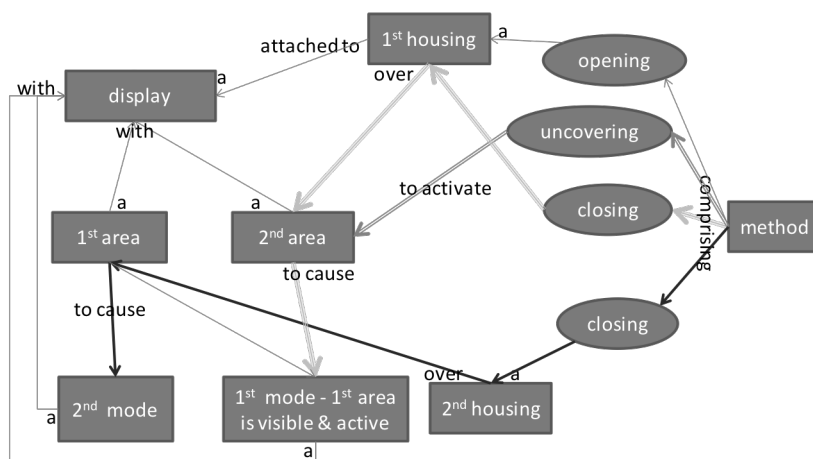 1st housing
a
attached to
opening
over
a
with
display
with
uncovering
to activate
comprising
a
a
closing
1st area
2nd area
method
to cause
to cause
closing
over
a
2nd mode
a
1st mode - 1st area
is visible & active
2nd housing
a